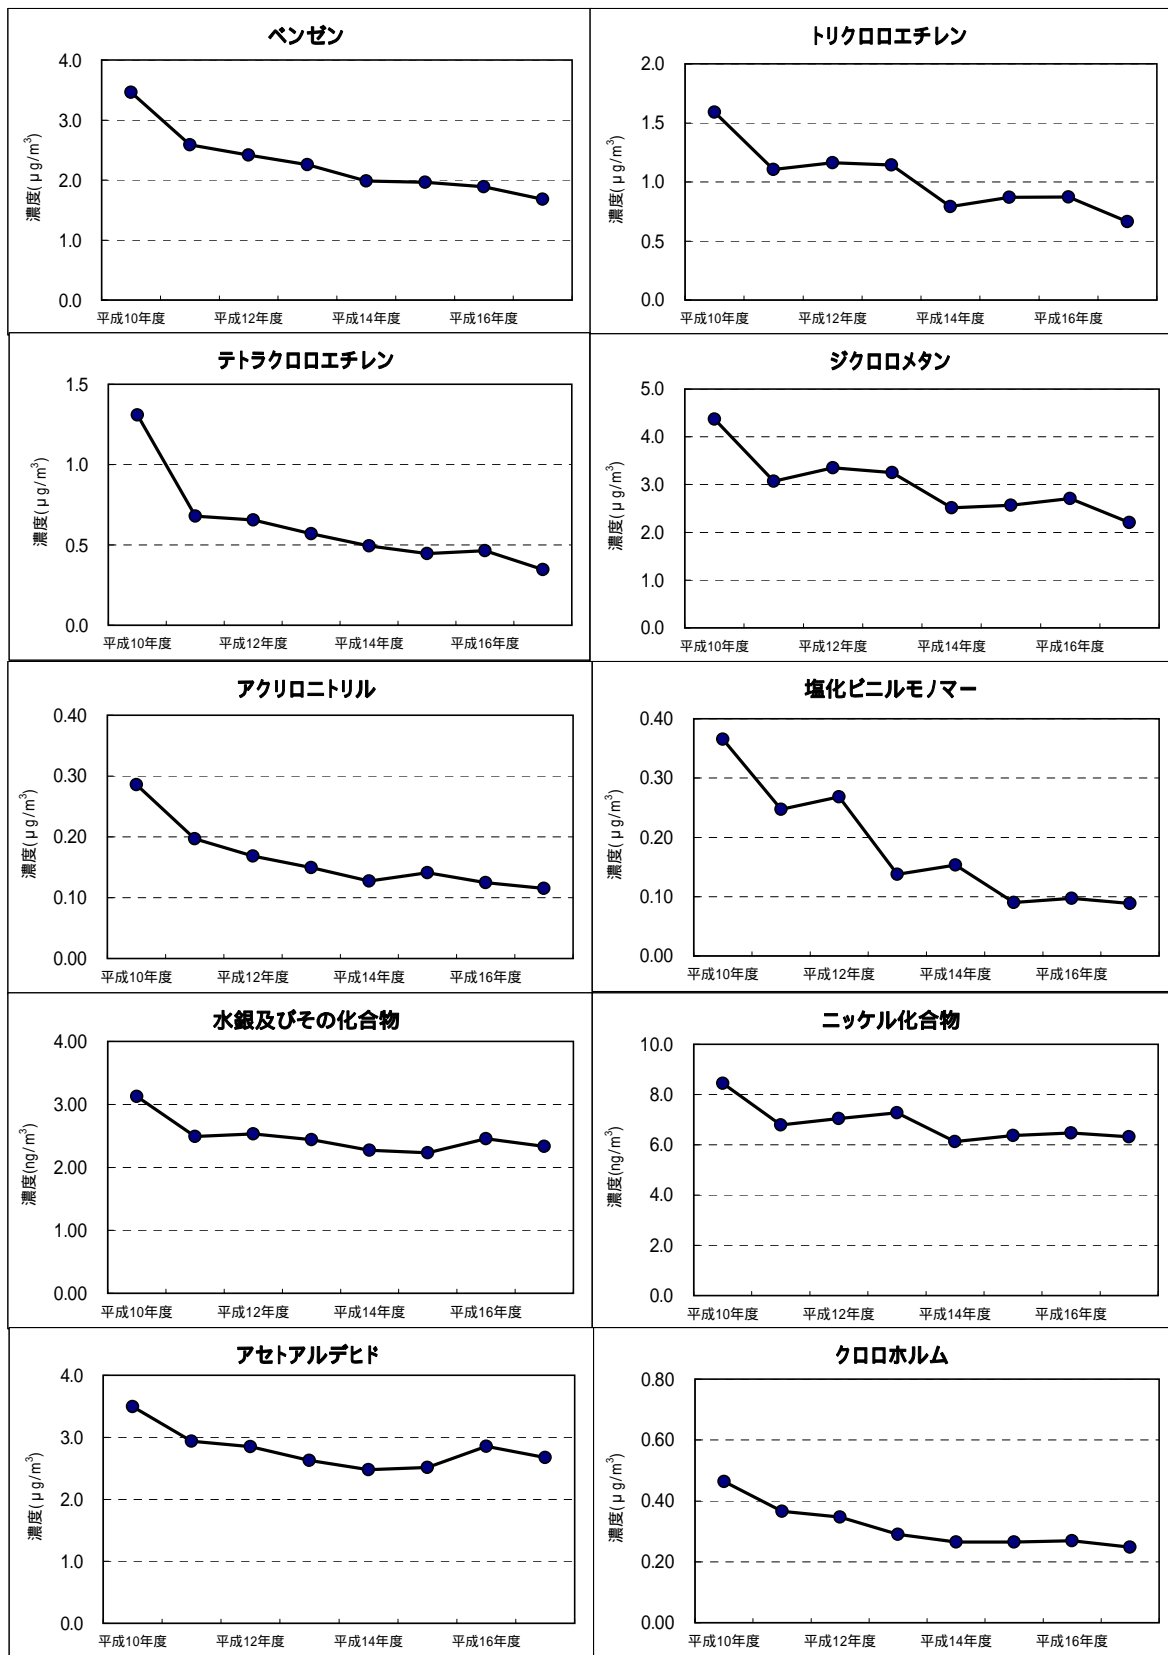 ベンゼン
濃度(μg/m³)
4.0
3.0
2.0
1.0
0.0
平成10年度 平成12年度 平成14年度 平成16年度
トリクロロエチレン
濃度(μg/m³)
2.0
1.5
1.0
0.5
0.0
平成10年度 平成12年度 平成14年度 平成16年度
テトラクロロエチレン
濃度(μg/m³)
1.5
1.0
0.5
0.0
平成10年度 平成12年度 平成14年度 平成16年度
ジクロロメタン
濃度(μg/m³)
5.0
4.0
3.0
2.0
1.0
0.0
平成10年度 平成12年度 平成14年度 平成16年度
アクリロニトリル
濃度(μg/m³)
0.40
0.30
0.20
0.10
0.00
平成10年度 平成12年度 平成14年度 平成16年度
塩化ビニルモノマー
濃度(μg/m³)
0.40
0.30
0.20
0.10
0.00
平成10年度 平成12年度 平成14年度 平成16年度
水銀及びその化合物
濃度(ng/m³)
4.00
3.00
2.00
1.00
0.00
平成10年度 平成12年度 平成14年度 平成16年度
ニッケル化合物
濃度(ng/m³)
10.0
8.0
6.0
4.0
2.0
0.0
平成10年度 平成12年度 平成14年度 平成16年度
アセトアルデヒド
濃度(μg/m³)
4.0
3.0
2.0
1.0
0.0
平成10年度 平成12年度 平成14年度 平成16年度
クロロホルム
濃度(μg/m³)
0.80
0.60
0.40
0.20
0.00
平成10年度 平成12年度 平成14年度 平成16年度